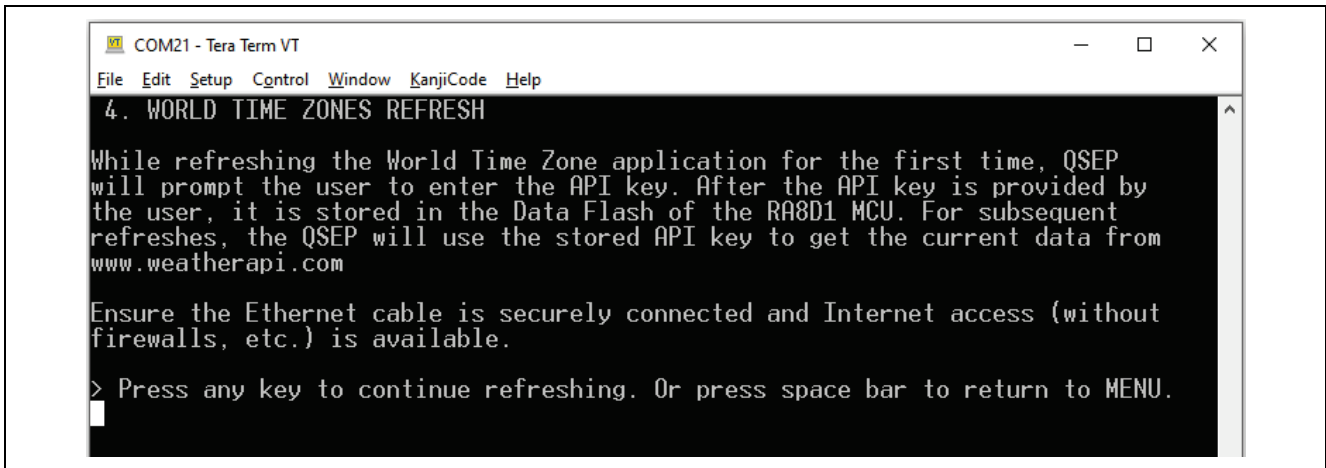 COM21 - Tera Term VT
File Edit Setup Control Window KanjiCode Help
4. WORLD TIME ZONES REFRESH
While refreshing the World Time Zone application for the first time, QSEP
will prompt the user to enter the API key. After the API key is provided by
the user, it is stored in the Data Flash of the RA8D1 MCU. For subsequent
refreshes, the QSEP will use the stored API key to get the current data from
www.weatherapi.com
Ensure the Ethernet cable is securely connected and Internet access (without
firewalls, etc.) is available.
> Press any key to continue refreshing. Or press space bar to return to MENU.